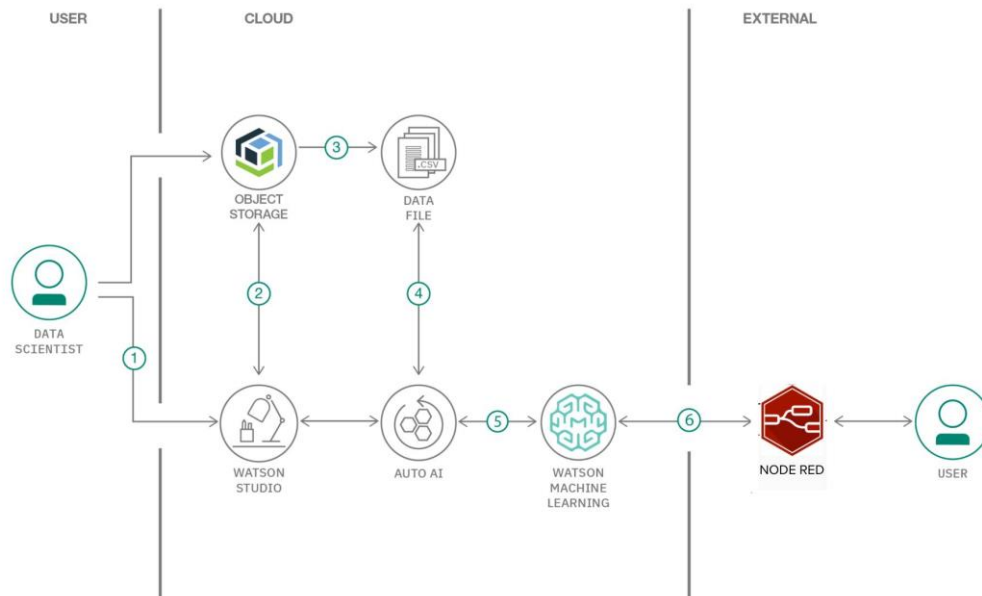 USER
CLOUD
EXTERNAL
3
.CSV
OBJECT
STORAGE
DATA
FILE
2
4
DATA
SCIENTIST
1
5
6
WATSON
STUDIO
AUTO AI
WATSON
MACHINE
LEARNING
NODE RED
USER